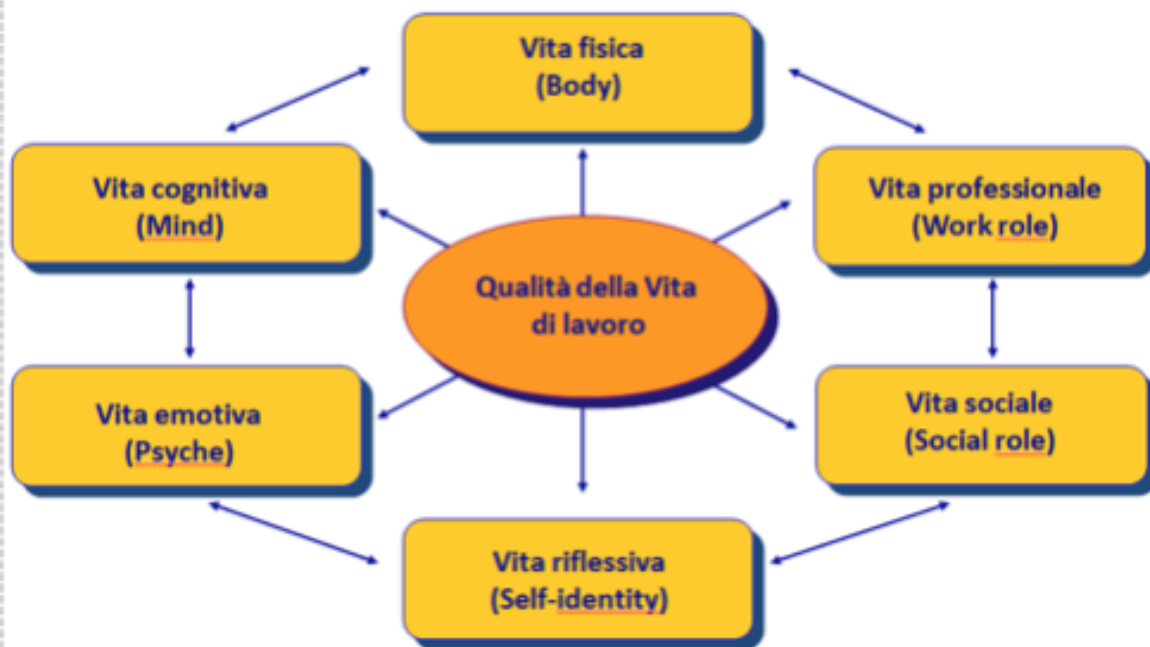 Vita fisica
(Body)
Vita cognitiva
(Mind)
Vita professionale
(Work role)
Qualità della Vita
di lavoro
Vita emotiva
(Psyche)
Vita sociale
(Social role)
Vita riflessiva
(Self-identity)